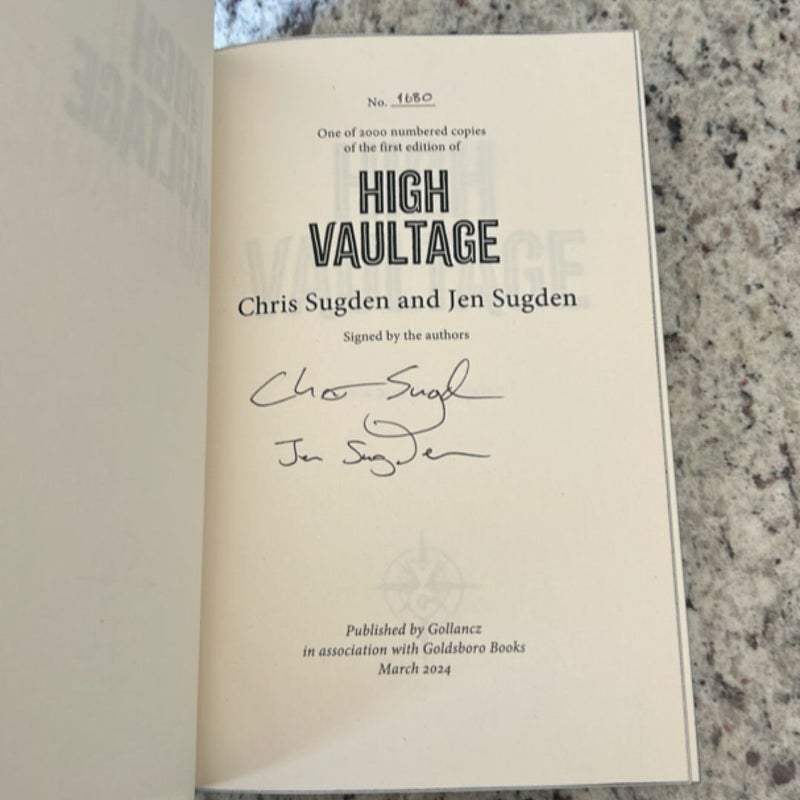 No. 1680
One of 2000 numbered copies
of the first edition of
HIGH
VAULTAGE
Chris Sugden and Jen Sugden
Signed by the authors
Chris Sugden
Jen Sugden
Published by Gollancz
in association with Goldsboro Books
March 2024